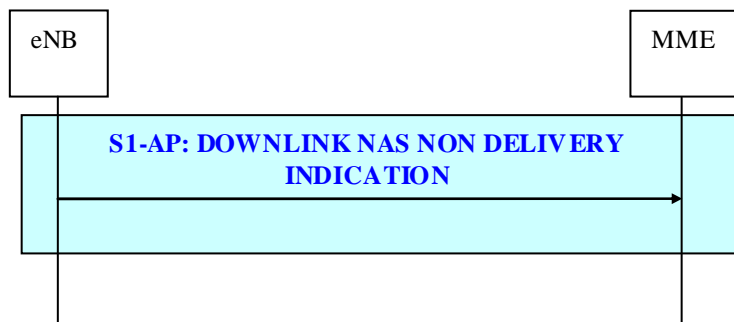 eNB
MME
S1-AP: DOWNLINK NAS NON DELIVERY
INDICATION